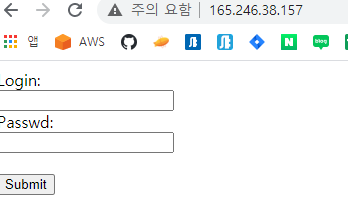 주의 요함 165.246.38.157
앱 AWS N blog
Login:
Passwd:
Submit